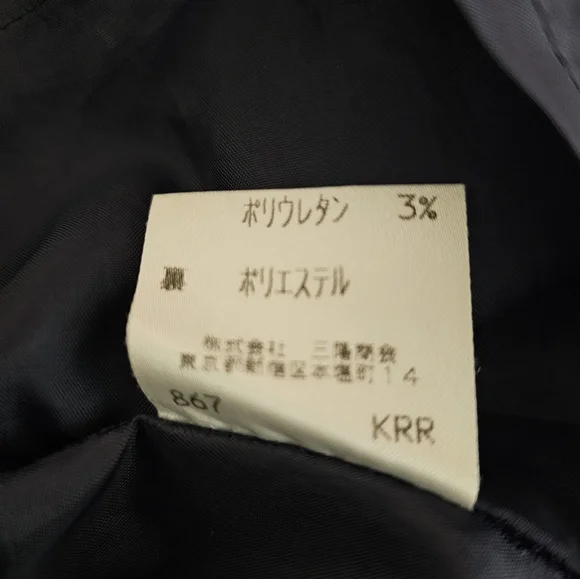 ポリウレタン 3%
裏 ポリエステル
株式会社 三陽商会
東京都新宿区本塩町14
867 KRR